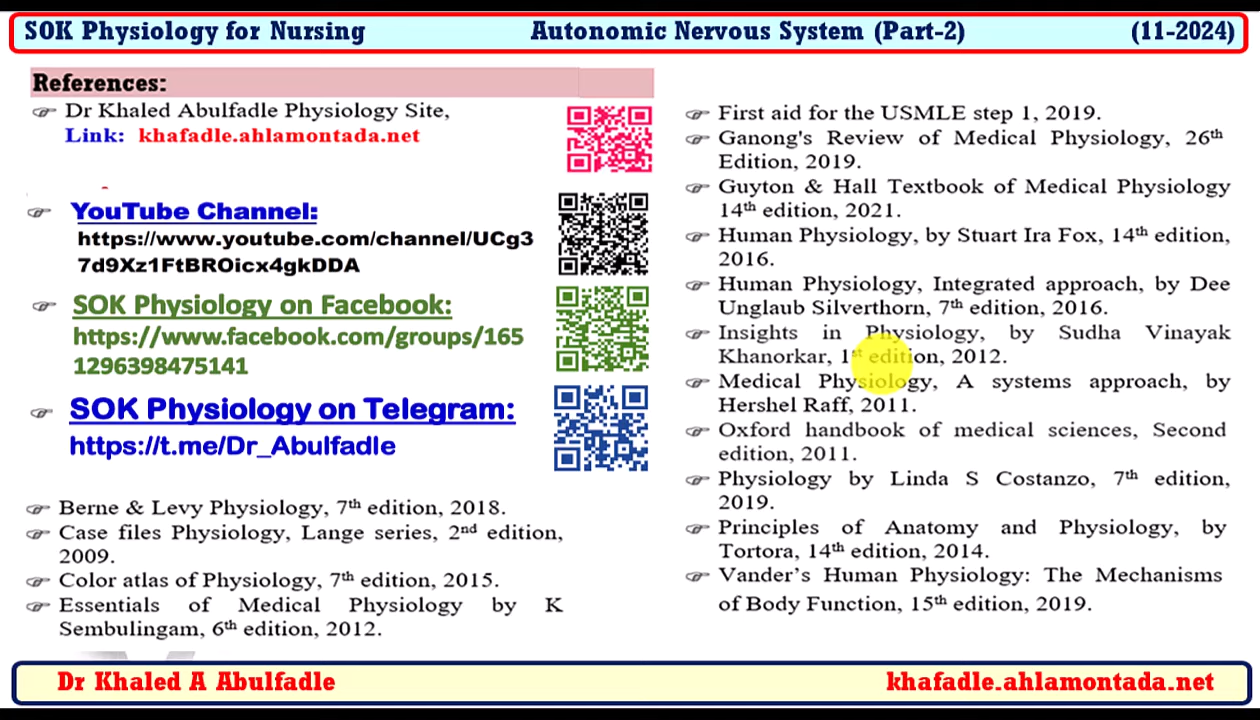 SOK Physiology for Nursing Autonomic Nervous System (Part-2) (11-2024)
References:
Dr Khaled Abulfadle Physiology Site,
Link: khafadle.ahlamontada.net
YouTube Channel:
https://www.youtube.com/channel/UCg3
7d9Xz1FtBROicx4gkDDA
SOK Physiology on Facebook:
https://www.facebook.com/groups/165
1296398475141
SOK Physiology on Telegram:
https://t.me/Dr_Abulfadle
Berne & Levy Physiology, 7th edition, 2018.
Case files Physiology, Lange series, 2nd edition,
2009.
Color atlas of Physiology, 7th edition, 2015.
Essentials of Medical Physiology by K
Sembulingam, 6th edition, 2012.
First aid for the USMLE step 1, 2019.
Ganong's Review of Medical Physiology, 26th
Edition, 2019.
Guyton & Hall Textbook of Medical Physiology
14th edition, 2021.
Human Physiology, by Stuart Ira Fox, 14th edition,
2016.
Human Physiology, Integrated approach, by Dee
Unglaub Silverthorn, 7th edition, 2016.
Insights in Physiology, by Sudha Vinayak
Khanorkar, 1st edition, 2012.
Medical Physiology, A systems approach, by
Hershel Raff, 2011.
Oxford handbook of medical sciences, Second
edition, 2011.
Physiology by Linda S Costanzo, 7th edition,
2019.
Principles of Anatomy and Physiology, by
Tortora, 14th edition, 2014.
Vander's Human Physiology: The Mechanisms
of Body Function, 15th edition, 2019.
Dr Khaled A Abulfadle khafadle.ahlamontada.net